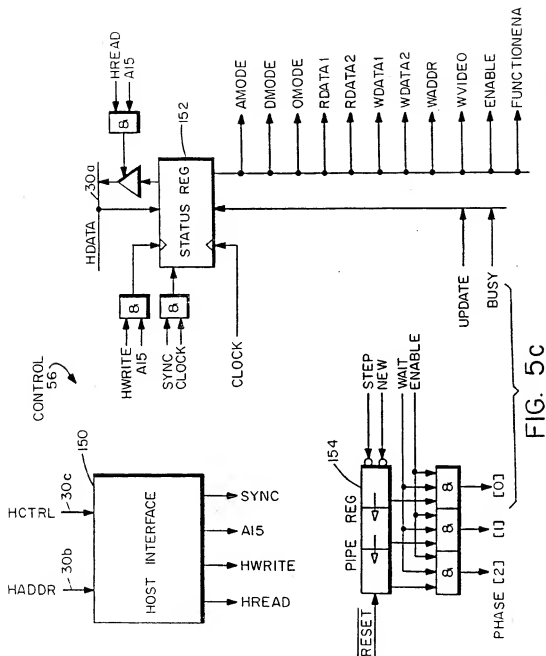 CONTROL
56
HCTRL
30c
HADDR
30b
150
HOST INTERFACE
SYNC
A15
HWRITE
HREAD
HREAD
A15
&
HDATA
30a
152
STATUS REG
HWRITE
A15
&
SYNC
CLOCK
&
CLOCK
AMODE
DMODE
OMODE
RDATA1
RDATA2
WDATA1
WDATA2
WADDR
WVIDEO
ENABLE
FUNCTIONENA
UPDATE
BUSY
154
PIPE REG
STEP
NEW
WAIT
ENABLE
RESET
& & &
PHASE [2] [1] [0]
FIG. 5c